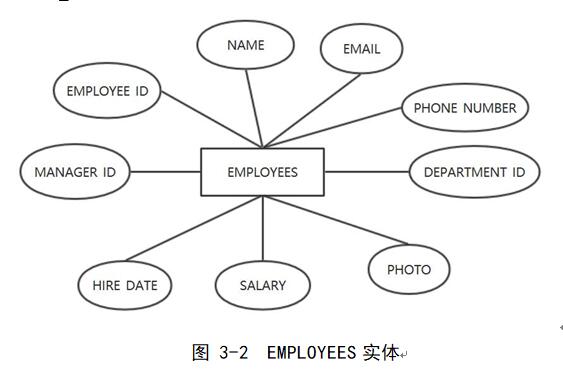 NAME
EMAIL
EMPLOYEE ID
PHONE NUMBER
MANAGER ID
EMPLOYEES
DEPARTMENT ID
HIRE DATE
SALARY
PHOTO
图 3-2 EMPLOYEES 实体